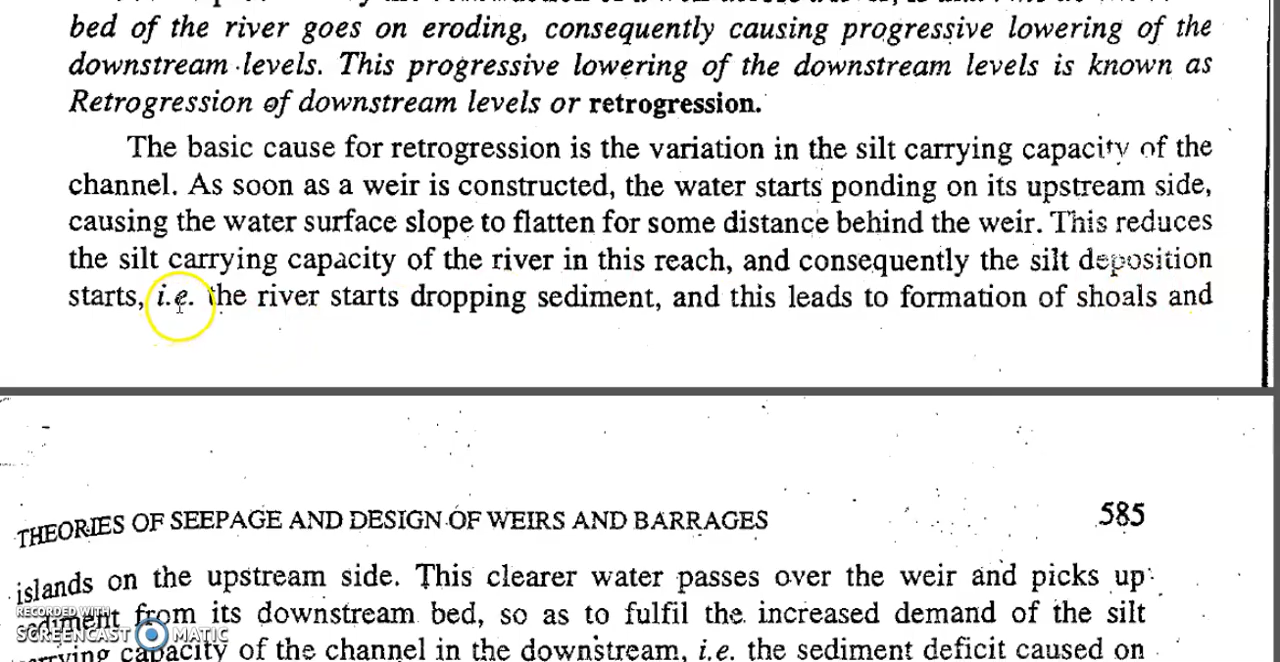 bed of the river goes on eroding, consequently causing progressive lowering of the
downstream levels. This progressive lowering of the downstream levels is known as
Retrogression of downstream levels or retrogression.
The basic cause for retrogression is the variation in the silt carrying capacity of the
channel. As soon as a weir is constructed, the water starts ponding on its upstream side,
causing the water surface slope to flatten for some distance behind the weir. This reduces
the silt carrying capacity of the river in this reach, and consequently the silt deposition
starts, i.e. the river starts dropping sediment, and this leads to formation of shoals and
THEORIES OF SEEPAGE AND DESIGN OF WEIRS AND BARRAGES 585
islands on the upstream side. This clearer water passes over the weir and picks up
from its downstream bed, so as to fulfil the increased demand of the silt
capacity of the channel in the downstream, i.e. the sediment deficit caused on
RECORDED WITH
SCREENCAST MATIC